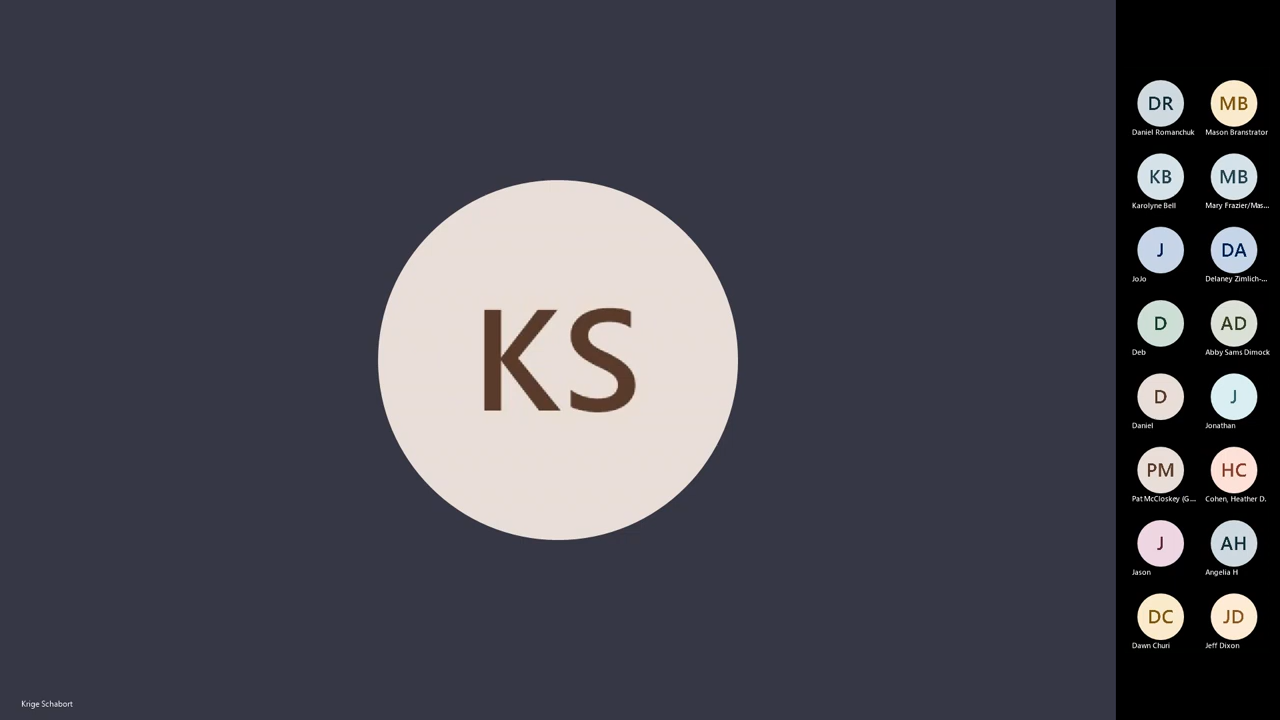 KS
Krige Schabort
DR MB
Daniel Romanchuk Mason Branstrator
KB MB
Karolyne Bell Mary Frazier/Mas...
J DA
JoJo Delaney Zimlich-...
D AD
Deb Abby Sams Dimock
D J
Daniel Jonathan
PM HC
Pat McCloskey (G... Cohen, Heather D.
J AH
Jason Angelia H
DC JD
Dawn Churi Jeff Dixon